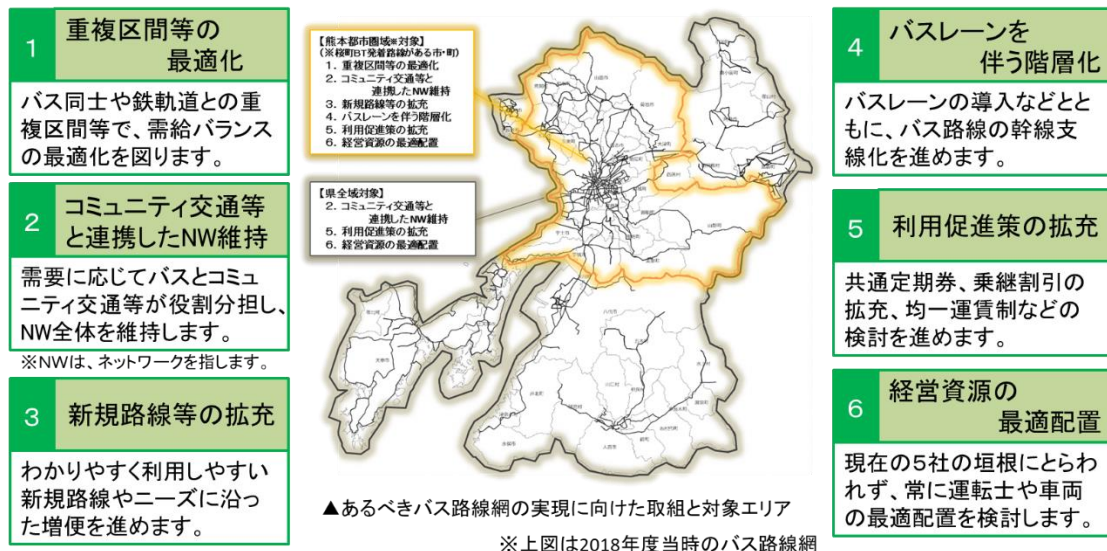 1
重複区間等の
最適化
バス同士や鉄軌道との重
複区間等で、需給バランス
の最適化を図ります。
2
コミュニティ交通等
と連携したNW維持
需要に応じてバスとコミュ
ニティ交通等が役割分担し、
NW全体を維持します。
※NWは、ネットワークを指します。
3
新規路線等の拡充
わかりやすく利用しやすい
新規路線やニーズに沿っ
た増便を進めます。
【熊本都市圏域※対象】
(※桜町BT発着路線がある市・町)
1. 重複区間等の最適化
2. コミュニティ交通等と
連携したNW維持
3. 新規路線等の拡充
4. バスレーンを伴う階層化
5. 利用促進策の拡充
6. 経営資源の最適配置
【県全域対象】
2. コミュニティ交通等と
連携したNW維持
5. 利用促進策の拡充
6. 経営資源の最適配置
▲あるべきバス路線網の実現に向けた取組と対象エリア
※上図は2018年度当時のバス路線網
4
バスレーンを
伴う階層化
バスレーンの導入などとと
もに、バス路線の幹線支
線化を進めます。
5
利用促進策の拡充
共通定期券、乗継割引の
拡充、均一運賃制などの
検討を進めます。
6
経営資源の
最適配置
現在の5社の垣根にとらわ
れず、常に運転士や車両
の最適配置を検討します。